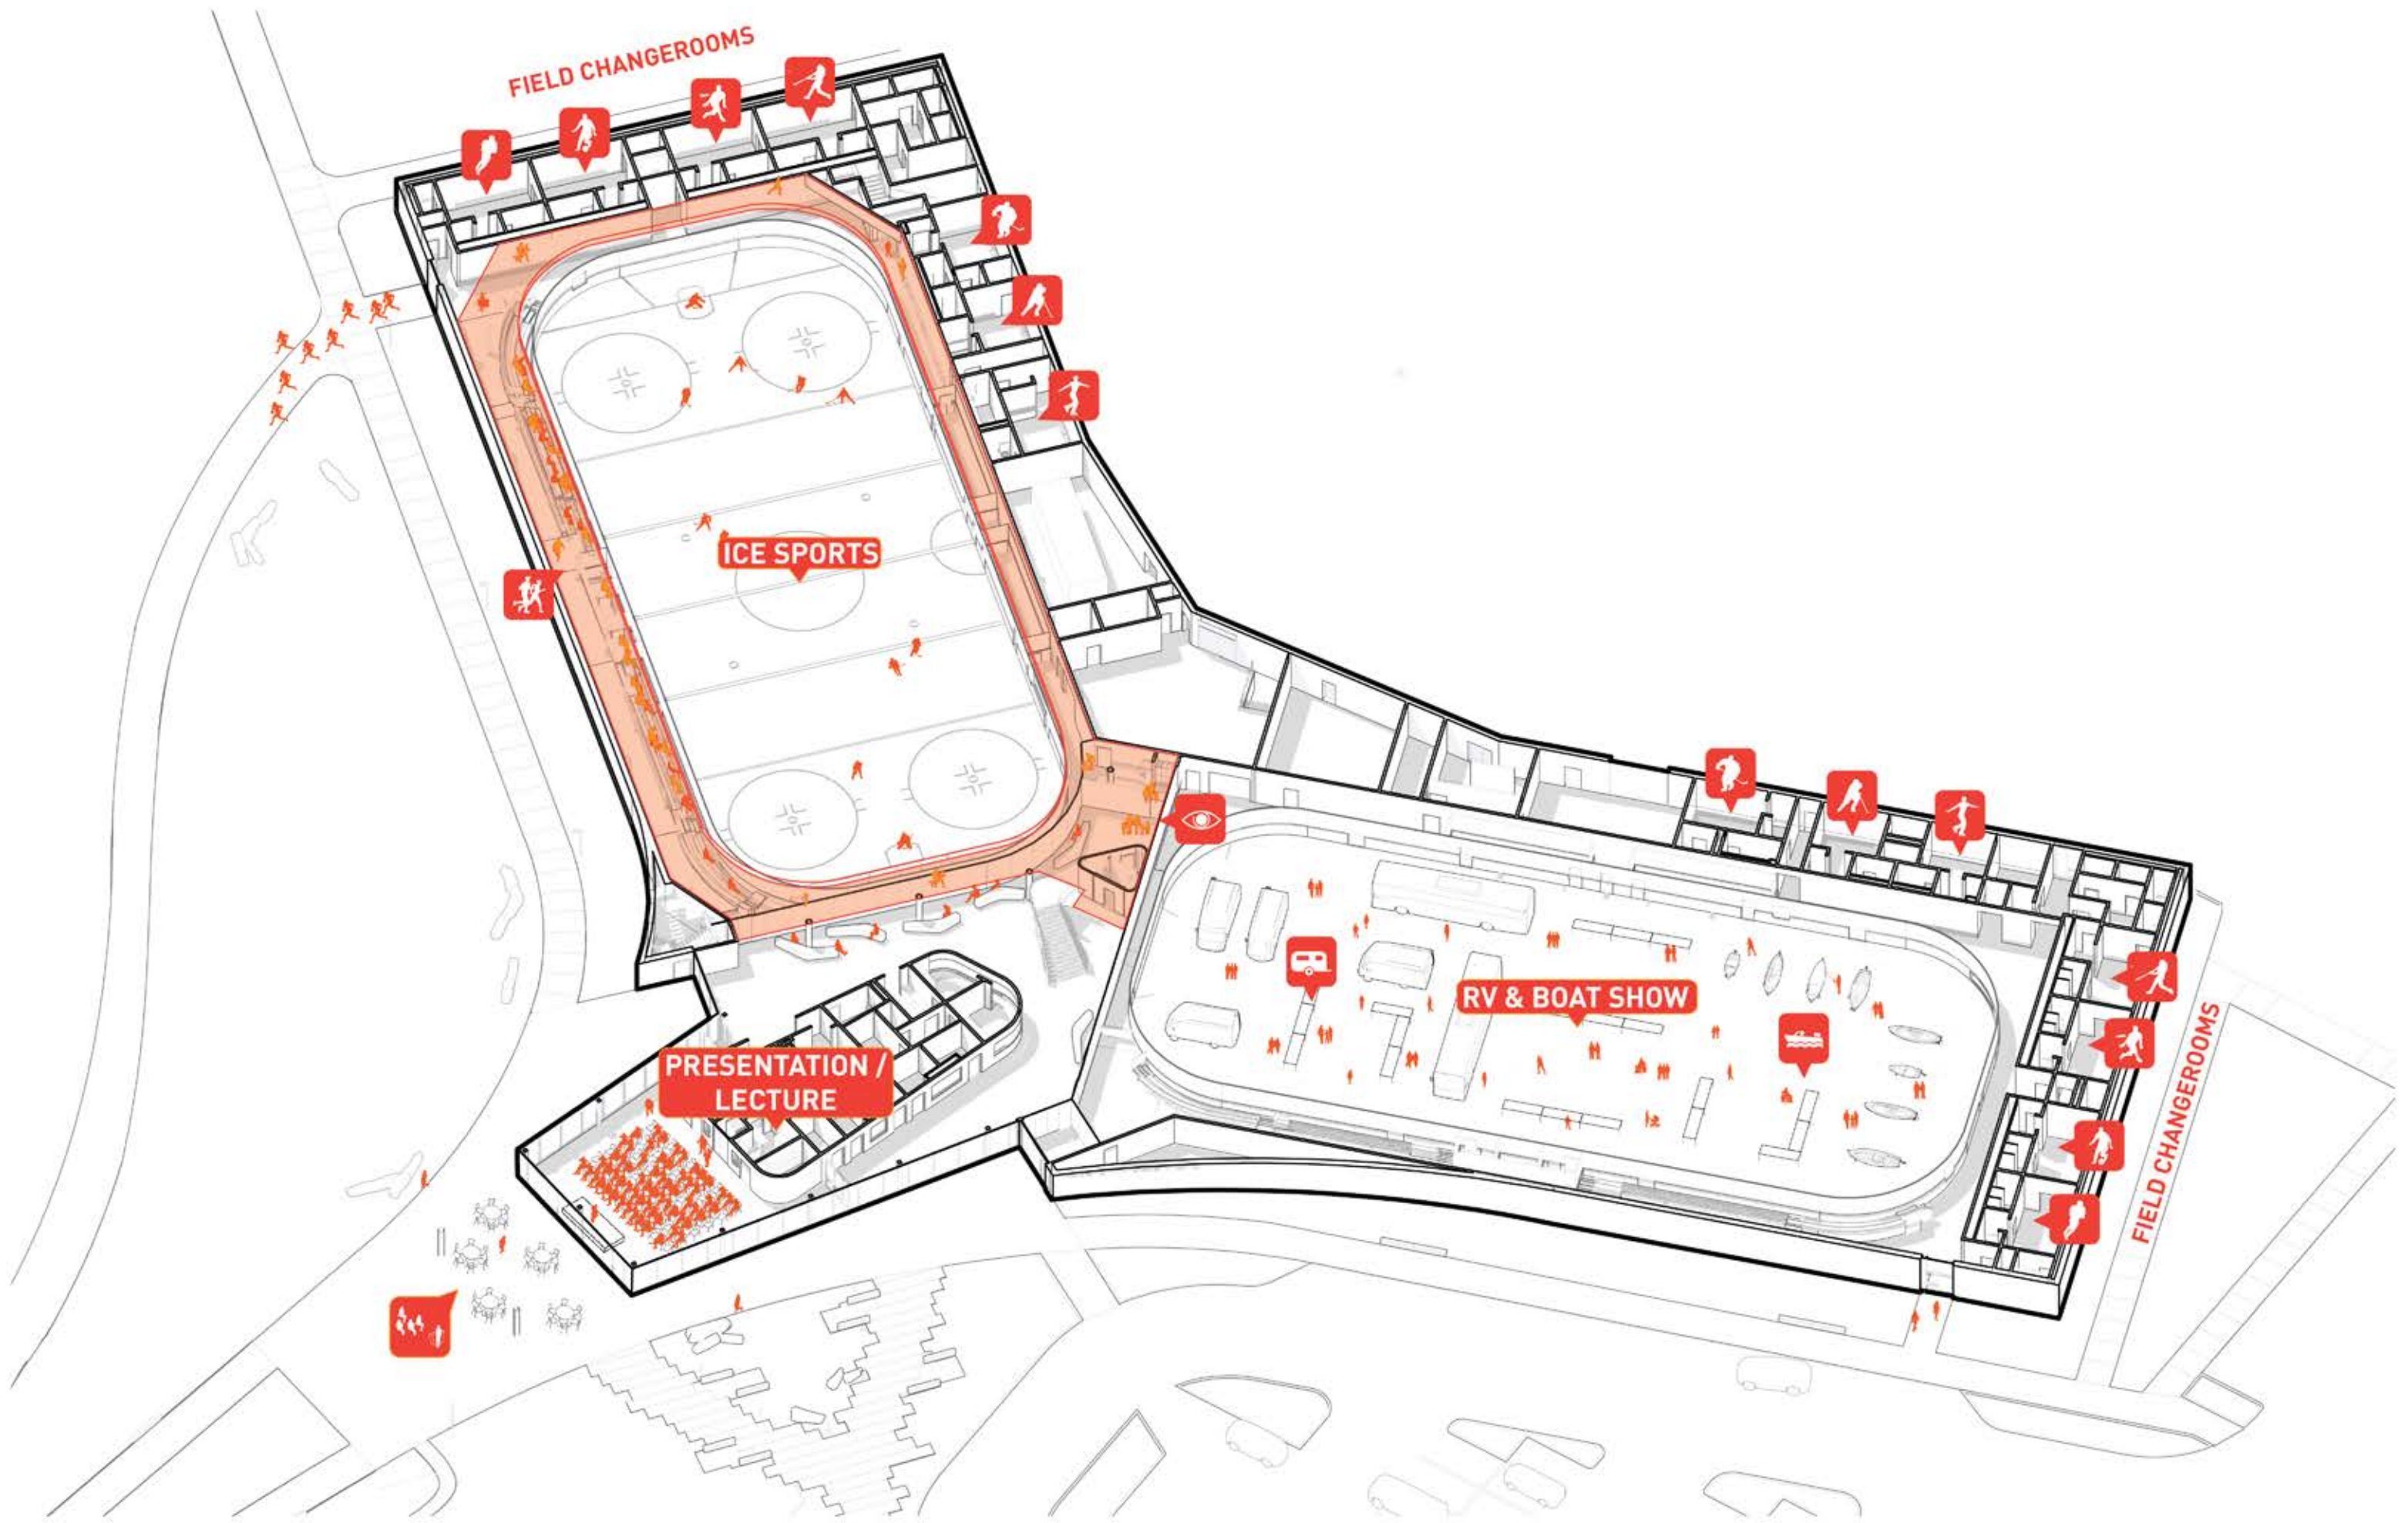 FIELD CHANGEROOMS
ICE SPORTS
RV & BOAT SHOW
PRESENTATION /
LECTURE
FIELD CHANGEROOMS